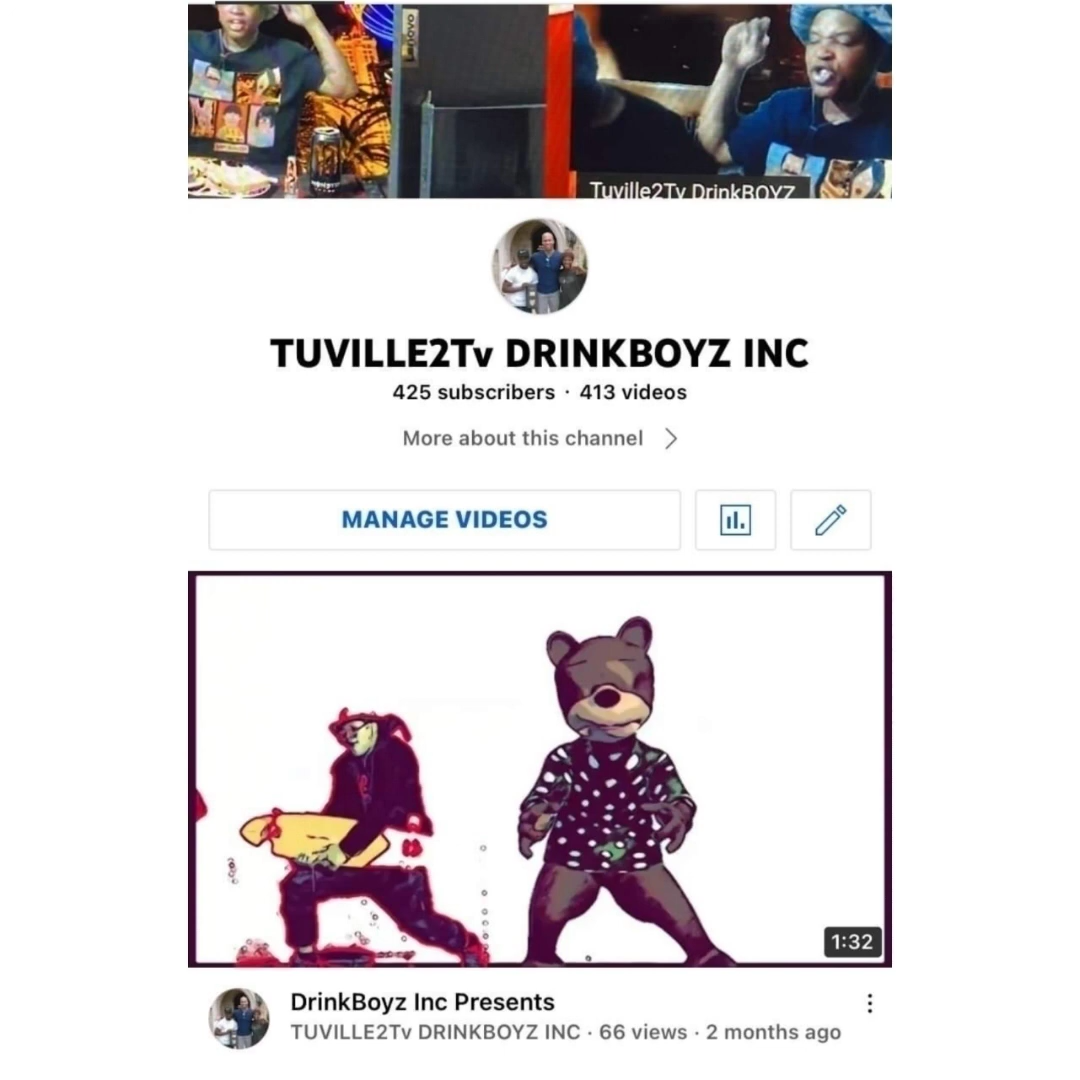 Lenovo
Tuville2Tv DrinkBOYZ
TUVILLE2Tv DRINKBOYZ INC
425 subscribers · 413 videos
More about this channel
MANAGE VIDEOS
1:32
DrinkBoyz Inc Presents
TUVILLE2Tv DRINKBOYZ INC · 66 views · 2 months ago